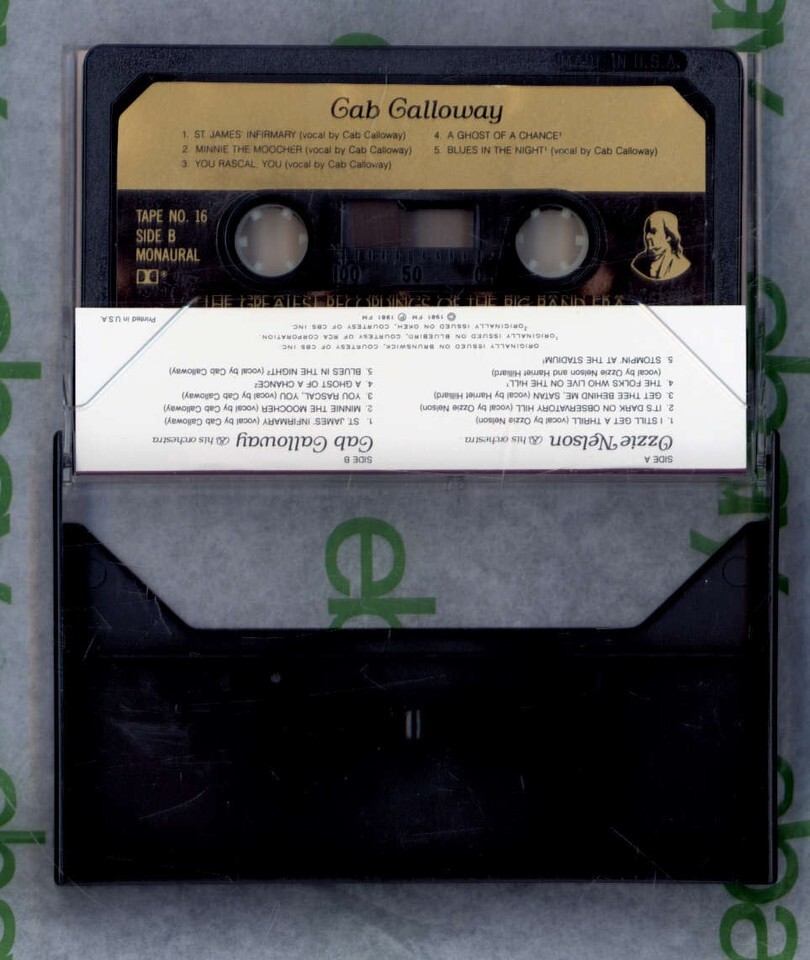 MADE IN U.S.A.
Cab Calloway
1. ST. JAMES' INFIRMARY (vocal by Cab Calloway)
2. MINNIE THE MOOCHER (vocal by Cab Calloway)
3. YOU RASCAL, YOU (vocal by Cab Calloway)
4. A GHOST OF A CHANCE¹
5. BLUES IN THE NIGHT¹ (vocal by Cab Calloway)
TAPE NO. 16
SIDE B
MONAURAL
100 50 0
THE GREATEST RECORDINGS OF THE BIG BAND ERA
SIDE A
Ozzie Nelson & his orchestra
1. I STILL GET A THRILL (vocal by Ozzie Nelson)
2. IT'S DARK ON OBSERVATORY HILL (vocal by Ozzie Nelson)
3. GET THEE BEHIND ME, SATAN (vocal by Harriet Hilliard)
4. THE FOLKS WHO LIVE ON THE HILL¹
(vocal by Ozzie Nelson and Harriet Nelson)
5. STOMPIN' AT THE STADIUM¹
SIDE B
Cab Calloway & his orchestra
1. ST. JAMES' INFIRMARY (vocal by Cab Calloway)
2. MINNIE THE MOOCHER (vocal by Cab Calloway)
3. YOU RASCAL, YOU (vocal by Cab Calloway)
4. A GHOST OF A CHANCE²
5. BLUES IN THE NIGHT² (vocal by Cab Calloway)
ORIGINALLY ISSUED ON BRUNSWICK, COURTESY OF CBS INC.
¹ORIGINALLY ISSUED ON BLUEBIRD, COURTESY OF RCA CORPORATION.
²ORIGINALLY ISSUED ON OKEH, COURTESY OF CBS INC.
© 1981 FM ℗ 1981 FM
Printed in U.S.A.
eb